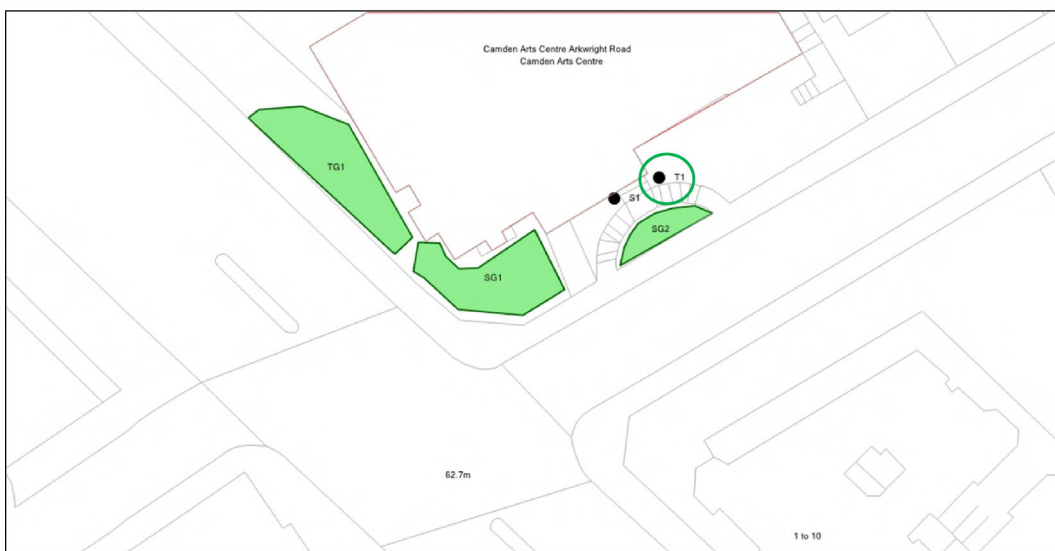 Camden Arts Centre Arkwright Road
Camden Arts Centre
TG1
T1
S1
SG2
SG1
62.7m
1 to 10